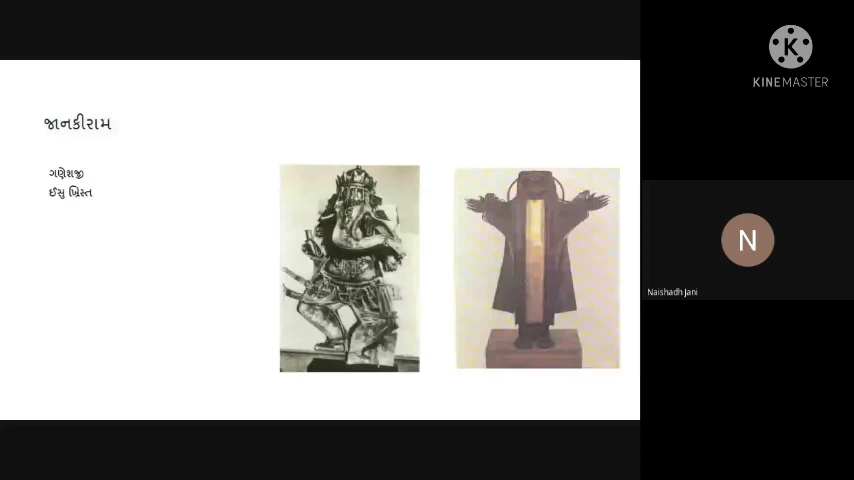 જાનકીરામ
ગણેશજી
ઈસુ ખ્રિસ્ત
K
KINEMASTER
N
Naishadh Jani